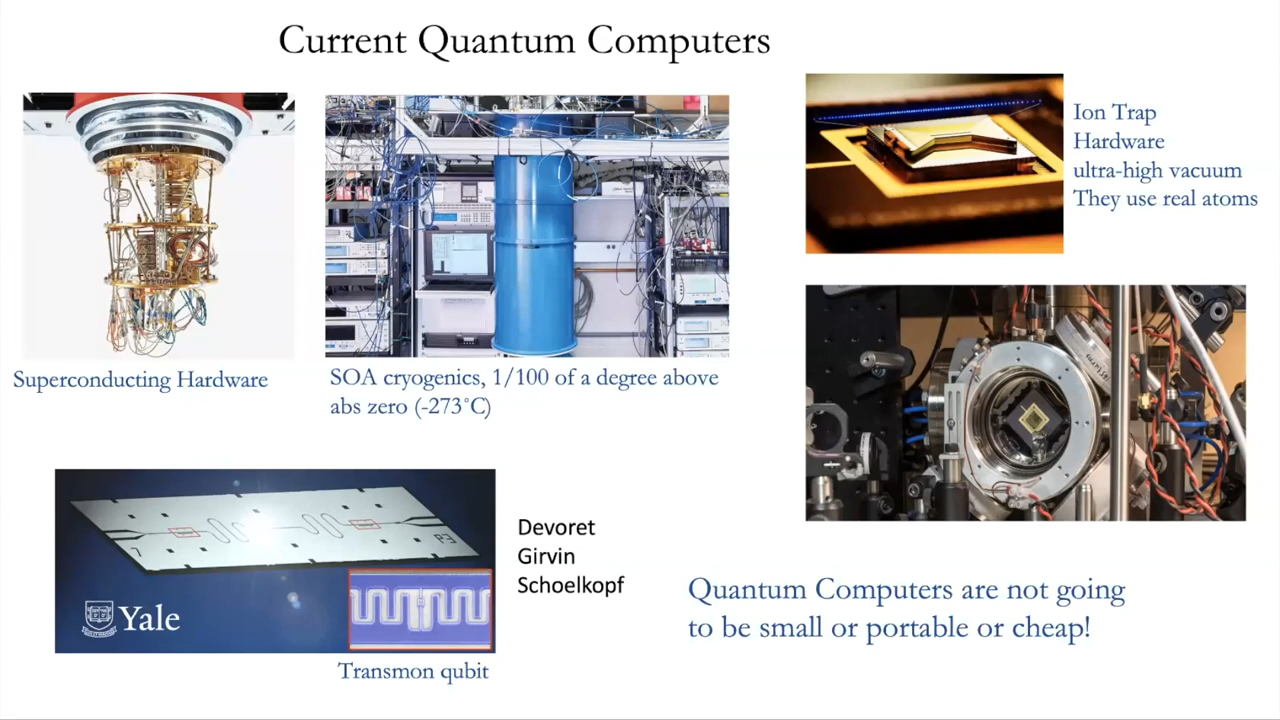 Current Quantum Computers
Superconducting Hardware
SOA cryogenics, 1/100 of a degree above
abs zero (-273°C)
Ion Trap
Hardware
ultra-high vacuum
They use real atoms
7
P3
Yale
Transmon qubit
Devoret
Girvin
Schoelkopf
Quantum Computers are not going
to be small or portable or cheap!